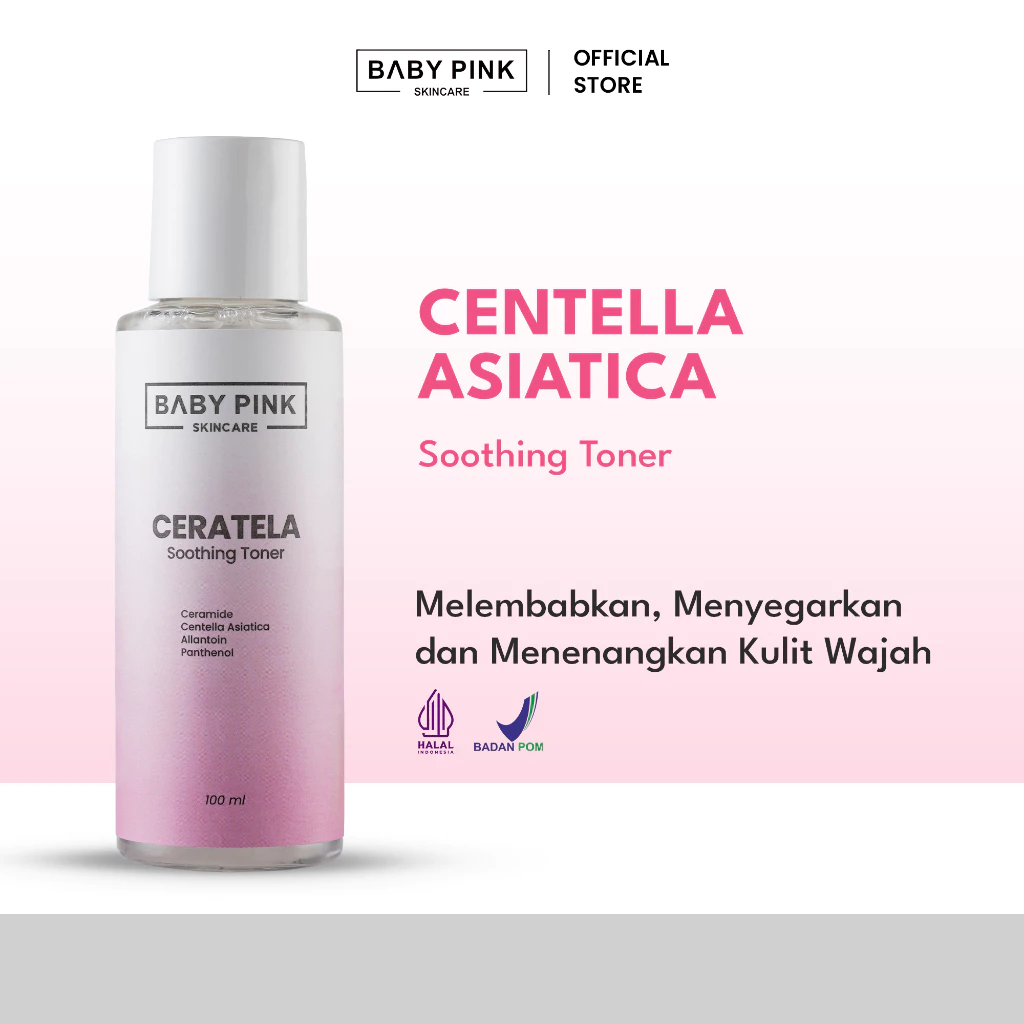 BABY PINK
SKINCARE
OFFICIAL
STORE
CENTELLA
ASIATICA
Soothing Toner
BABY PINK
SKINCARE
CERATELA
Soothing Toner
Ceramide
Centella Asiatica
Allantoin
Panthenol
100 ml
Melembabkan, Menyegarkan
dan Menenangkan Kulit Wajah
HALAL
INDONESIA
BADAN POM